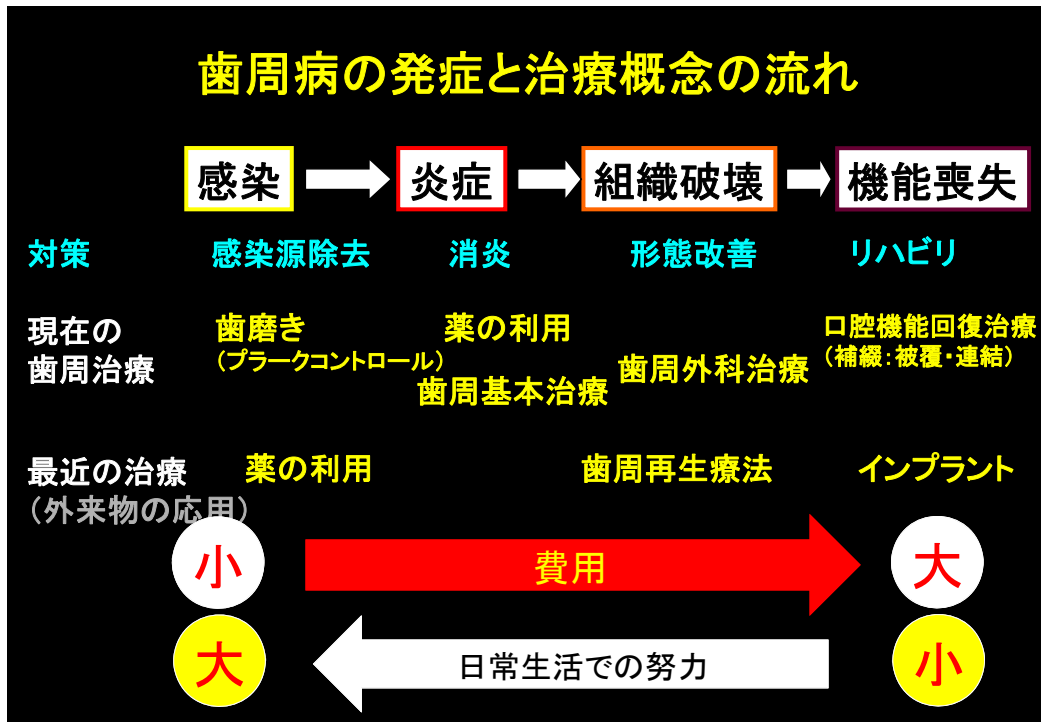 歯周病の発症と治療概念の流れ
感染 炎症 組織破壊 機能喪失
対策 感染源除去 消炎 形態改善 リハビリ
現在の
歯周治療
歯磨き
(プラークコントロール)
薬の利用
歯周基本治療
歯周外科治療
口腔機能回復治療
(補綴:被覆・連結)
最近の治療
(外来物の応用)
薬の利用 歯周再生療法 インプラント
小 費用 大
大 日常生活での努力 小